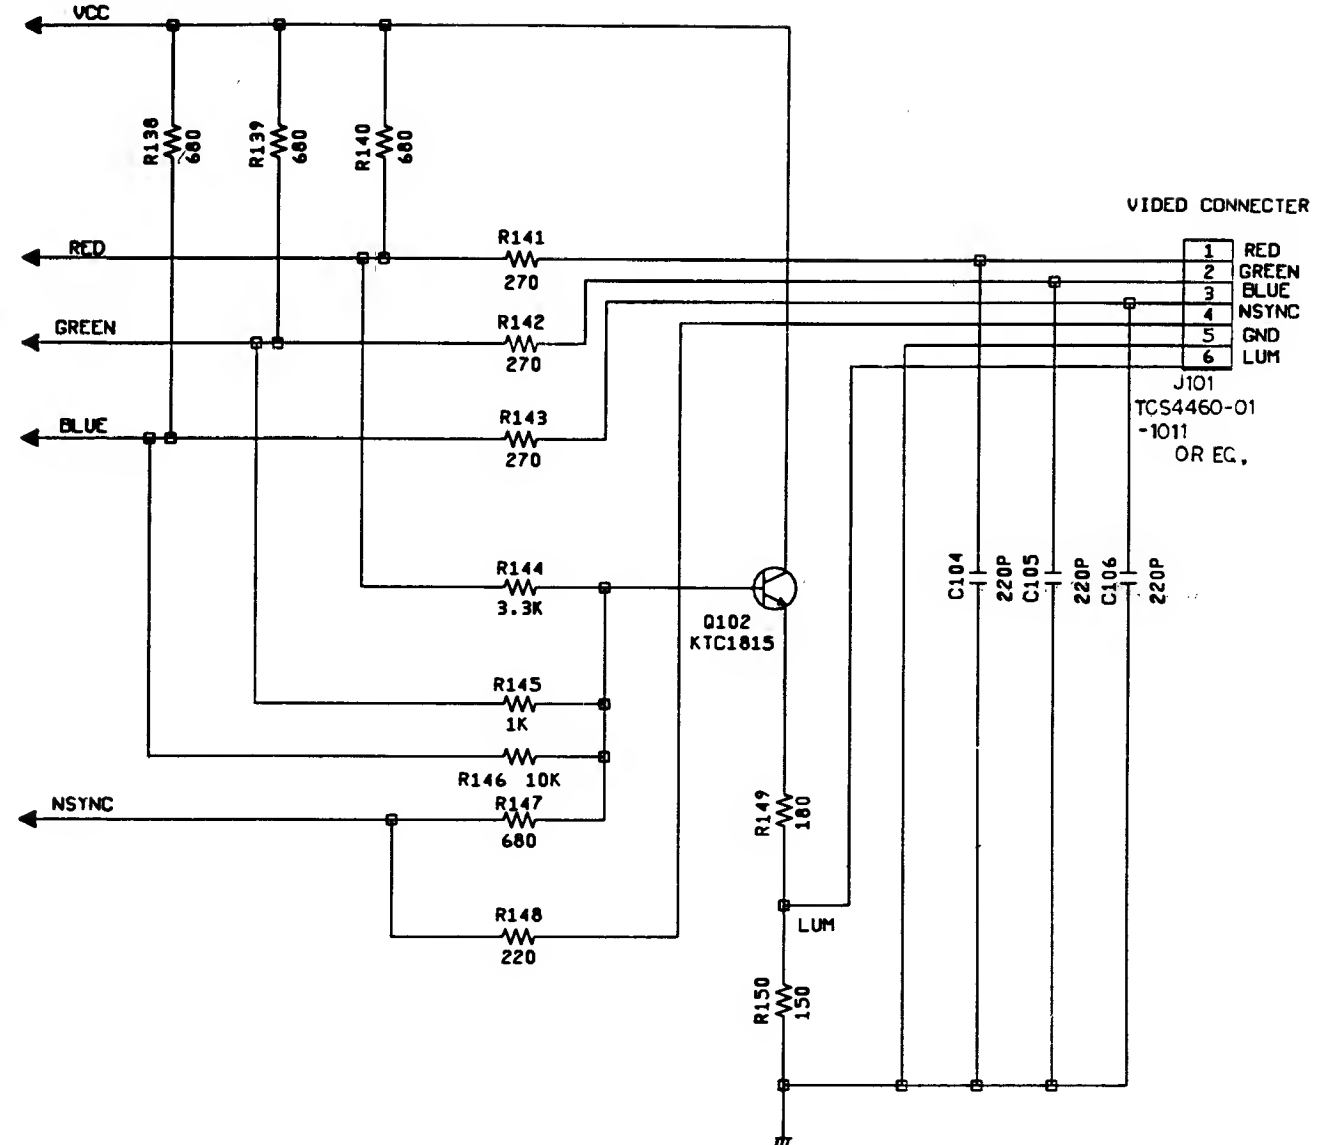 VCC
R138
680
R139
680
R140
680
VIDEO CONNECTER
RED
R141
270
1 RED
2 GREEN
3 BLUE
4 NSYNC
5 GND
6 LUM
J101
TCS4460-01
-1011
OR EQ.
GREEN
R142
270
BLUE
R143
270
R144
3.3K
Q102
KTC1815
C104
220P
C105
220P
C106
220P
R145
1K
R146 10K
NSYNC
R147
680
R149
180
R148
220
LUM
R150
150